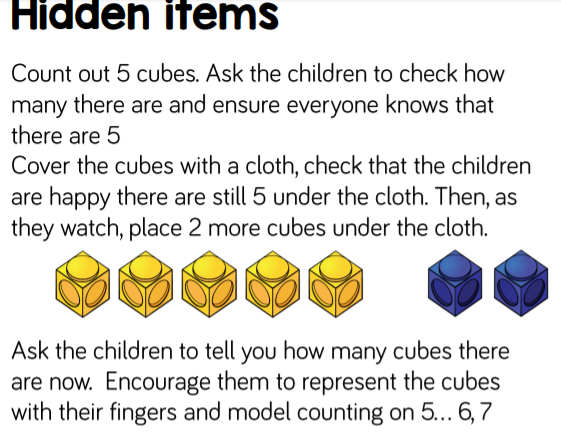 Hidden items
Count out 5 cubes. Ask the children to check how
many there are and ensure everyone knows that
there are 5
Cover the cubes with a cloth, check that the children
are happy there are still 5 under the cloth. Then, as
they watch, place 2 more cubes under the cloth.
Ask the children to tell you how many cubes there
are now.  Encourage them to represent the cubes
with their fingers and model counting on 5... 6, 7